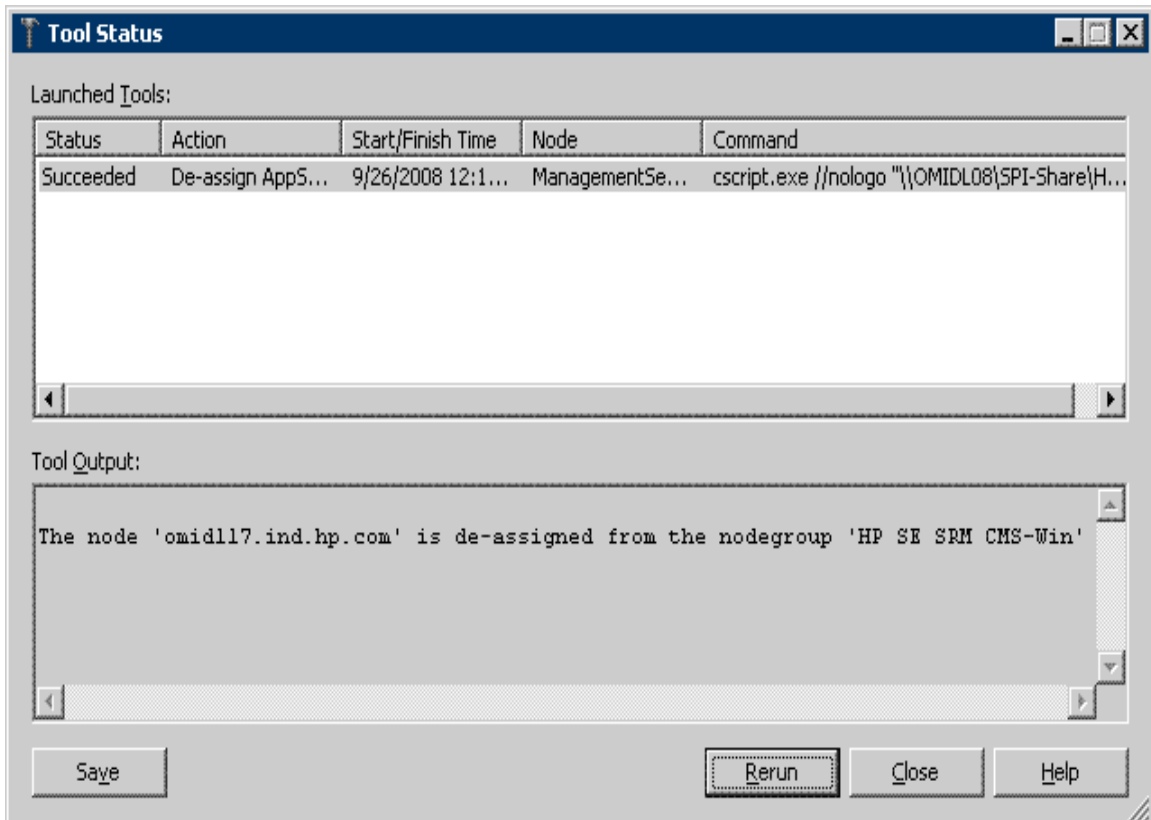 Tool Status
Launched Tools:
Status Action Start/Finish Time Node Command
Succeeded De-assign AppS... 9/26/2008 12:1... ManagementSe... cscript.exe //nologo "\\OMIDL08\SPI-Share\H...
Tool Output:
The node 'omidl17.ind.hp.com' is de-assigned from the nodegroup 'HP SE SRM CMS-Win'
Save Rerun Close Help